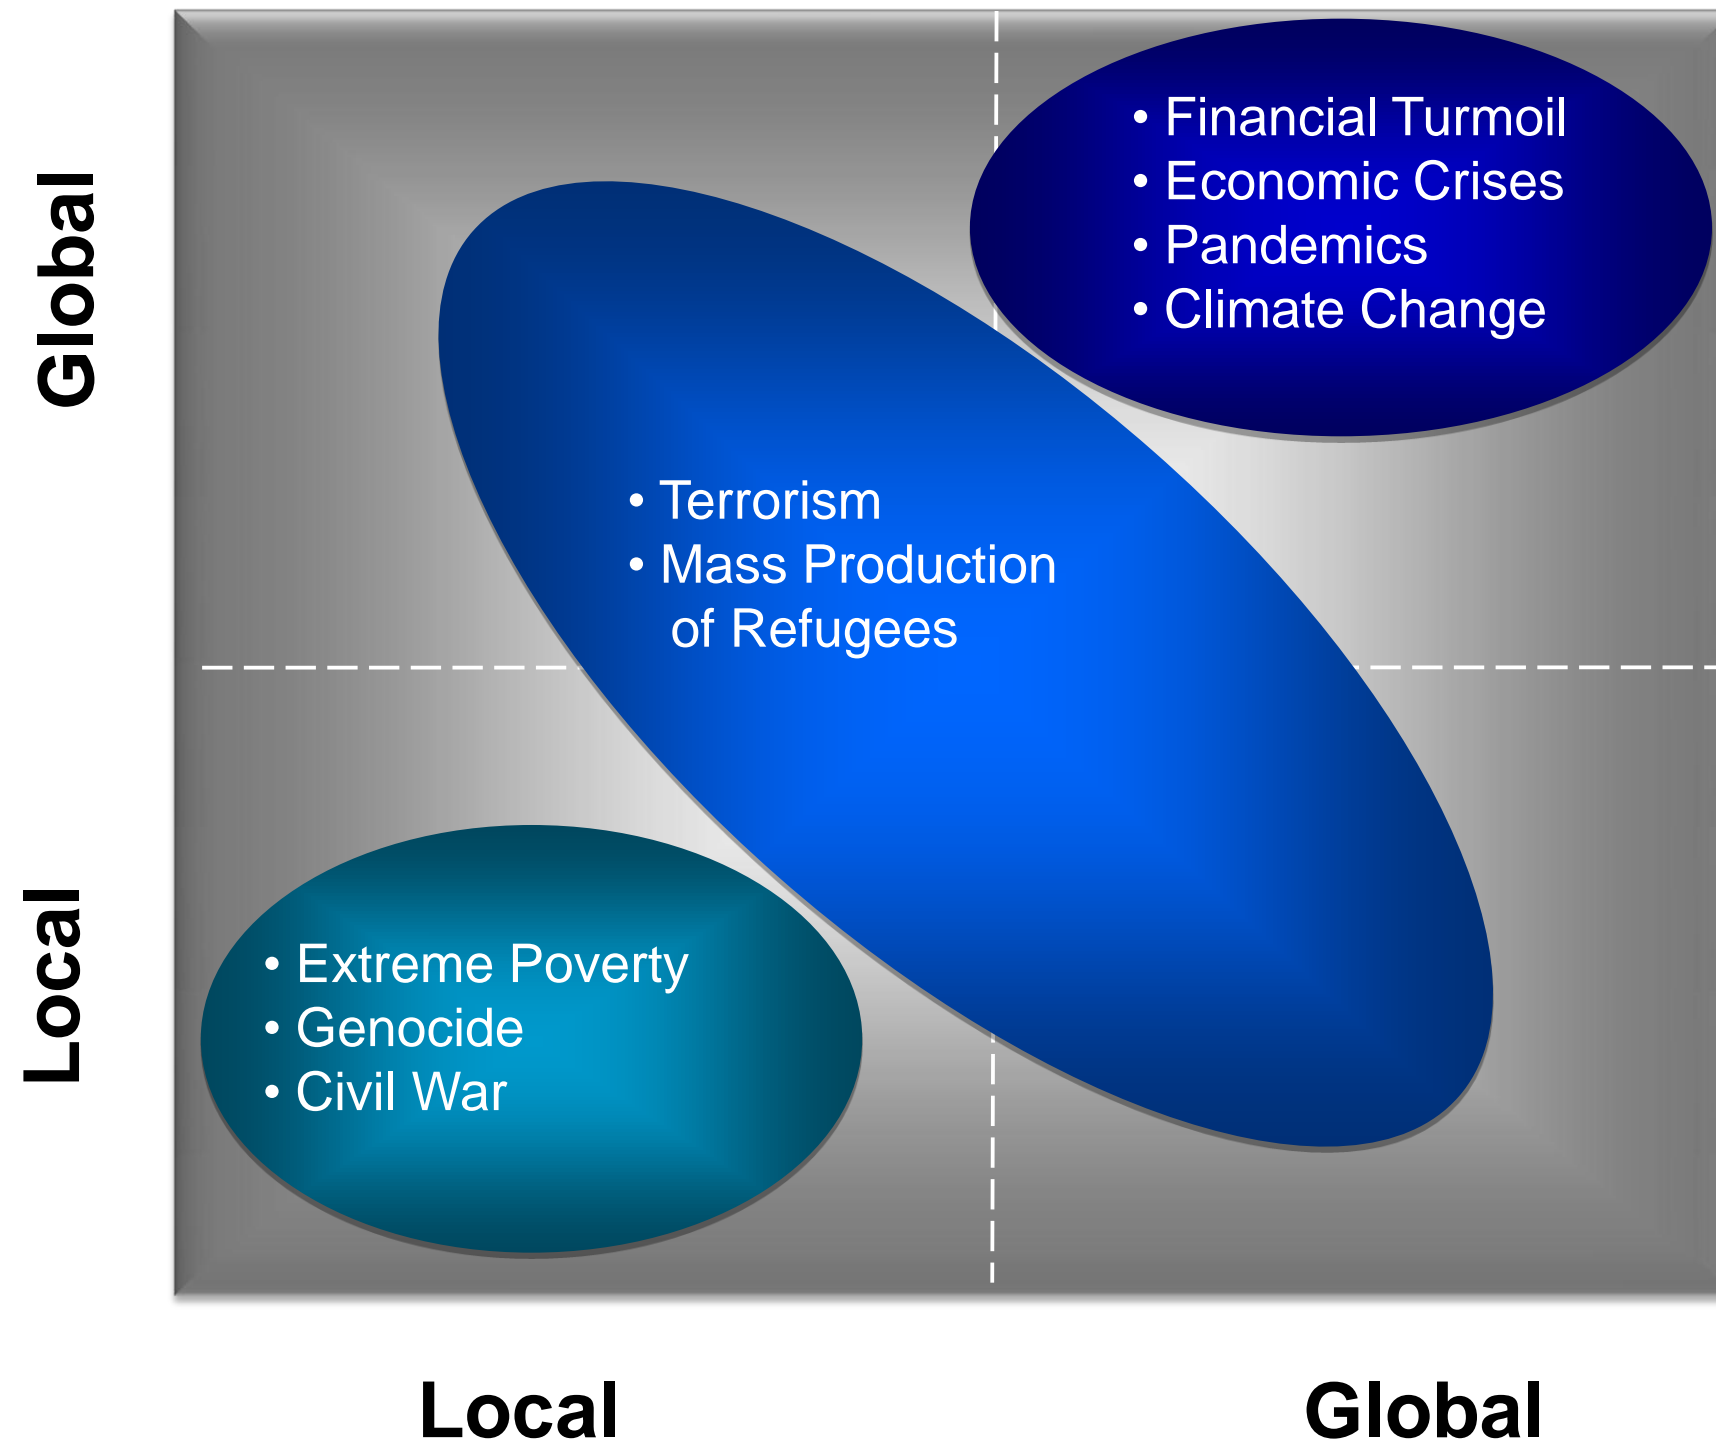 Global
• Financial Turmoil
• Economic Crises
• Pandemics
• Climate Change
• Terrorism
• Mass Production
of Refugees
Local
• Extreme Poverty
• Genocide
• Civil War
Local
Global